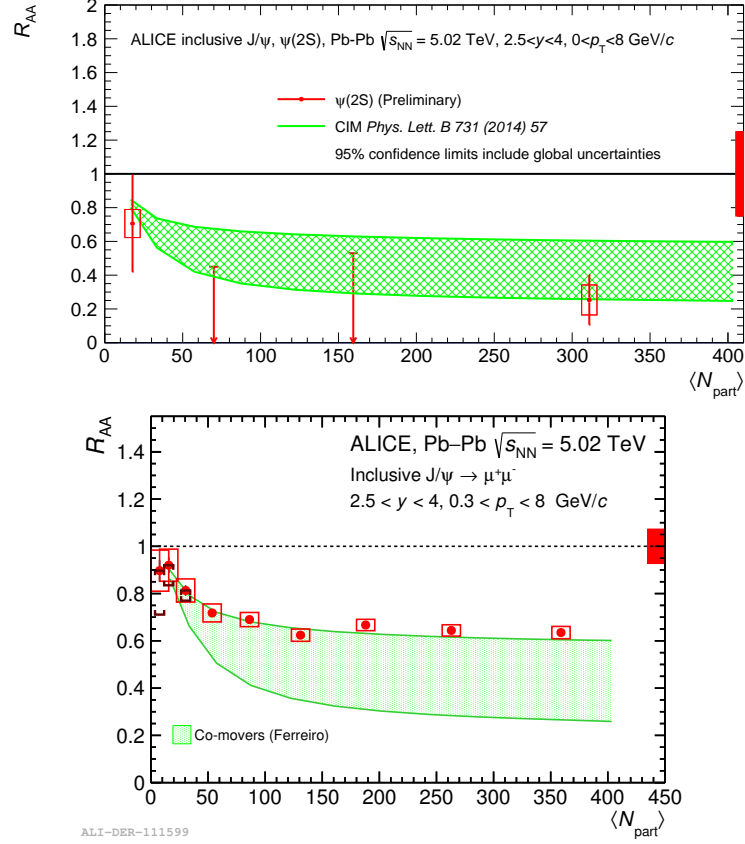 R_AA
2
1.8
1.6
1.4
1.2
1
0.8
0.6
0.4
0.2
0
ALICE inclusive J/ψ, ψ(2S), Pb-Pb √s_NN = 5.02 TeV, 2.5<y<4, 0<p_T<8 GeV/c
ψ(2S) (Preliminary)
CIM Phys. Lett. B 731 (2014) 57
95% confidence limits include global uncertainties
0 50 100 150 200 250 300 350 400
⟨N_part⟩
R_AA
1.4
1.2
1
0.8
0.6
0.4
0.2
0
ALICE, Pb–Pb √s_NN = 5.02 TeV
Inclusive J/ψ → μ⁺μ⁻
2.5 < y < 4, 0.3 < p_T < 8 GeV/c
Co-movers (Ferreiro)
0 50 100 150 200 250 300 350 400 450
⟨N_part⟩
ALI−DER−111599